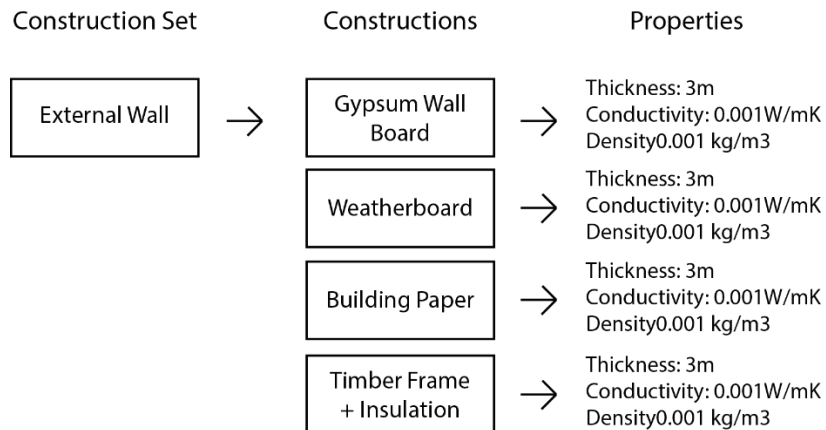 Construction Set
Constructions
Properties
External Wall
Gypsum Wall
Board
Thickness: 3m
Conductivity: 0.001W/mK
Density0.001 kg/m3
Weatherboard
Thickness: 3m
Conductivity: 0.001W/mK
Density0.001 kg/m3
Building Paper
Thickness: 3m
Conductivity: 0.001W/mK
Density0.001 kg/m3
Timber Frame
+ Insulation
Thickness: 3m
Conductivity: 0.001W/mK
Density0.001 kg/m3